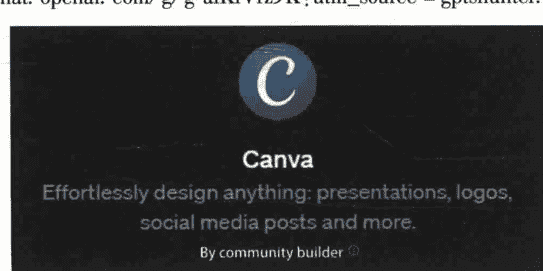 C
Canva
Effortlessly design anything: presentations, logos,
social media posts and more.
By community builder